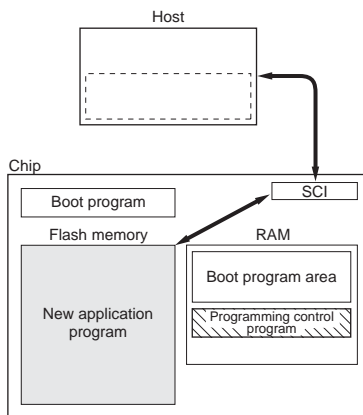 Host
Chip
SCI
Boot program
Flash memory
RAM
Boot program area
New application
program
Programming control
program